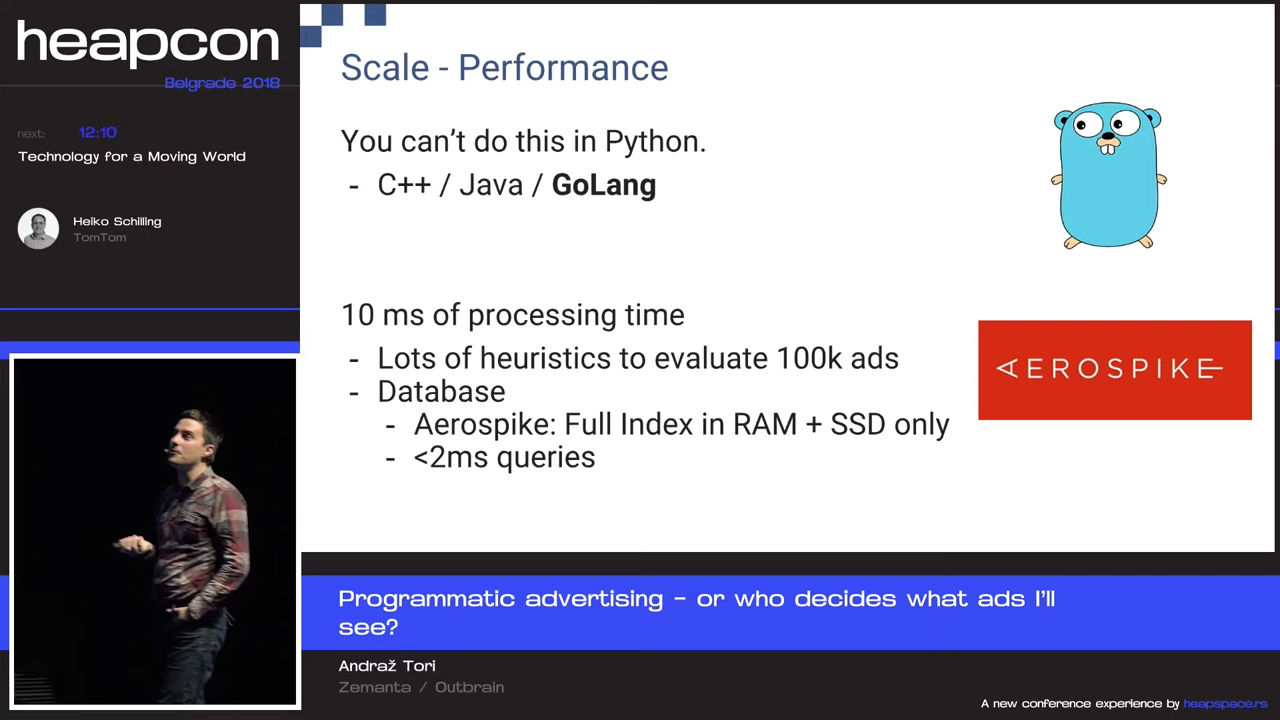 heapcon
Belgrade 2018
next: 12:10
Technology for a Moving World
Heiko Schilling
TomTom
Scale - Performance
You can't do this in Python.
- C++ / Java / GoLang
10 ms of processing time
- Lots of heuristics to evaluate 100k ads
- Database
- Aerospike: Full Index in RAM + SSD only
- <2ms queries
AEROSPIKE
Programmatic advertising - or who decides what ads I'll
see?
Andraž Tori
Zemanta / Outbrain
A new conference experience by heapspace.rs